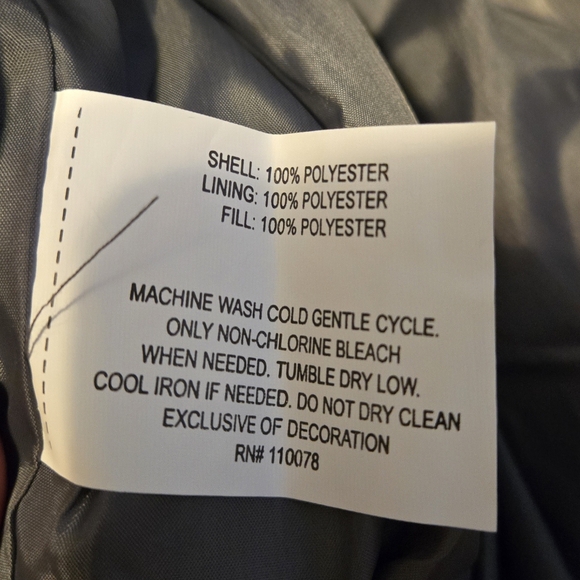 SHELL: 100% POLYESTER
LINING: 100% POLYESTER
FILL: 100% POLYESTER
MACHINE WASH COLD GENTLE CYCLE.
ONLY NON-CHLORINE BLEACH
WHEN NEEDED. TUMBLE DRY LOW.
COOL IRON IF NEEDED. DO NOT DRY CLEAN
EXCLUSIVE OF DECORATION
RN# 110078